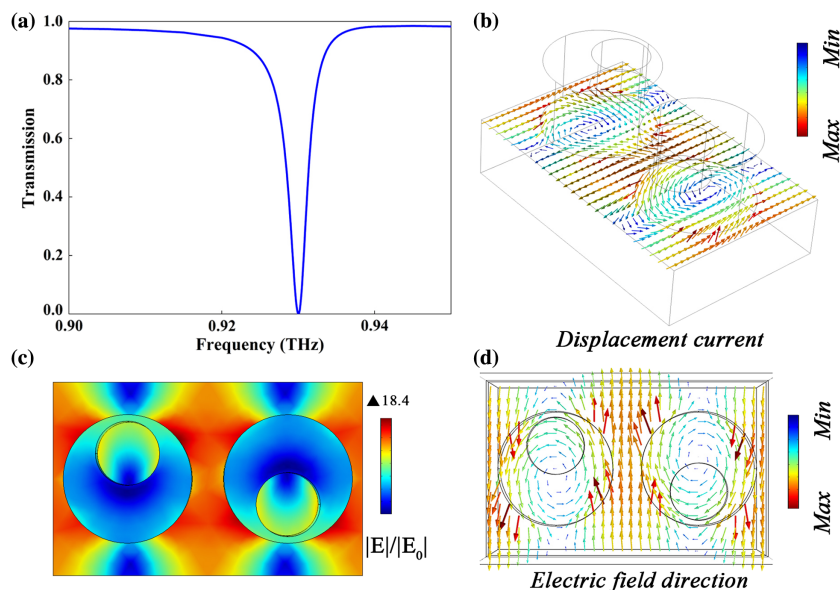 (a)
1.0
0.8
0.6
0.4
0.2
0.0
Transmission
0.90
0.92
0.94
Frequency (THz)
(b)
Min
Max
Displacement current
(c)
▲ 18.4
|E|/|E₀|
(d)
Min
Max
Electric field direction